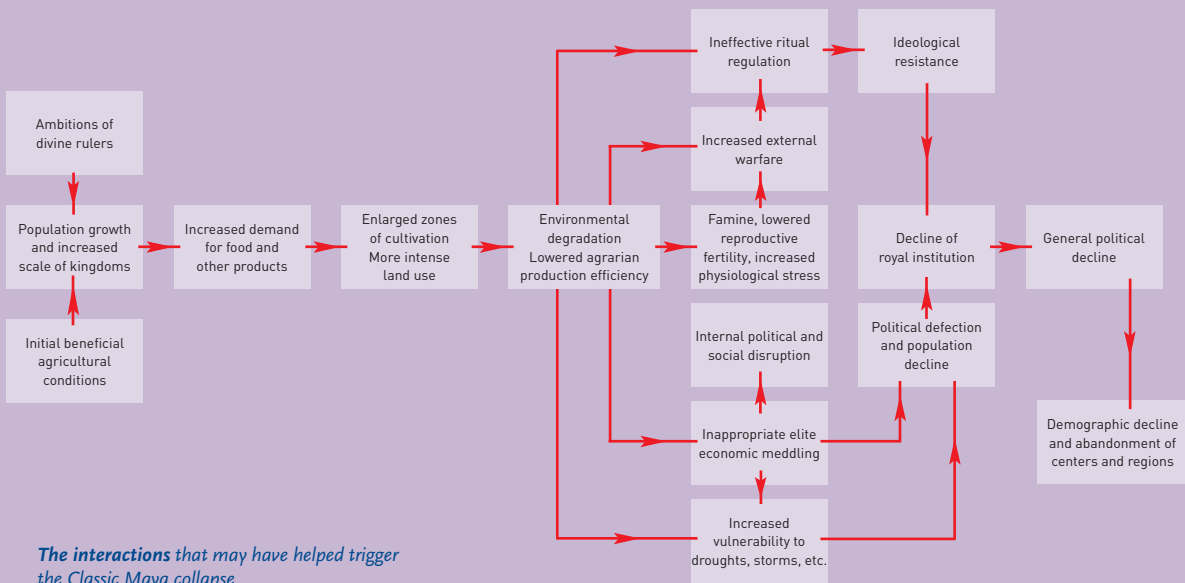 Ambitions of
divine rulers
Population growth
and increased
scale of kingdoms
Initial beneficial
agricultural
conditions
Increased demand
for food and
other products
Enlarged zones
of cultivation
More intense
land use
Environmental
degradation
Lowered agrarian
production efficiency
Ineffective ritual
regulation
Increased external
warfare
Famine, lowered
reproductive
fertility, increased
physiological stress
Internal political and
social disruption
Inappropriate elite
economic meddling
Increased
vulnerability to
droughts, storms, etc.
Ideological
resistance
Decline of
royal institution
Political defection
and population
decline
General political
decline
Demographic decline
and abandonment of
centers and regions
The interactions that may have helped trigger
the Classic Maya collapse